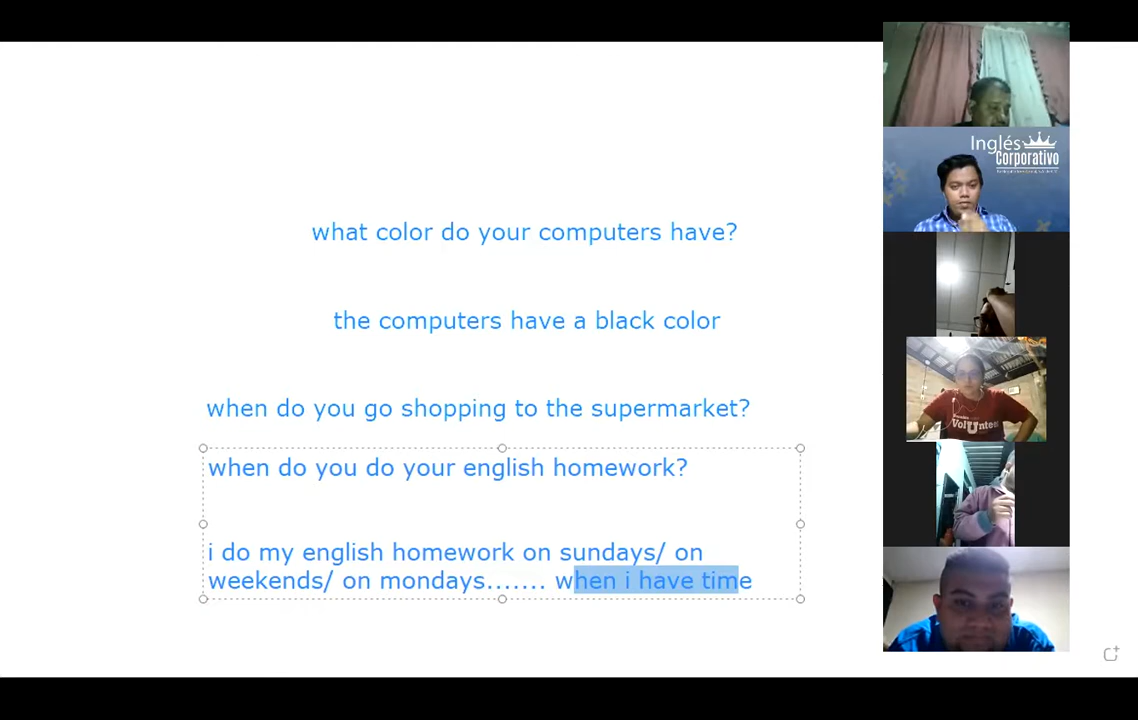 what color do your computers have?
the computers have a black color
when do you go shopping to the supermarket?
when do you do your english homework?
i do my english homework on sundays/ on
weekends/ on mondays....... when i have time
Inglés
Corporativo
Volunteer